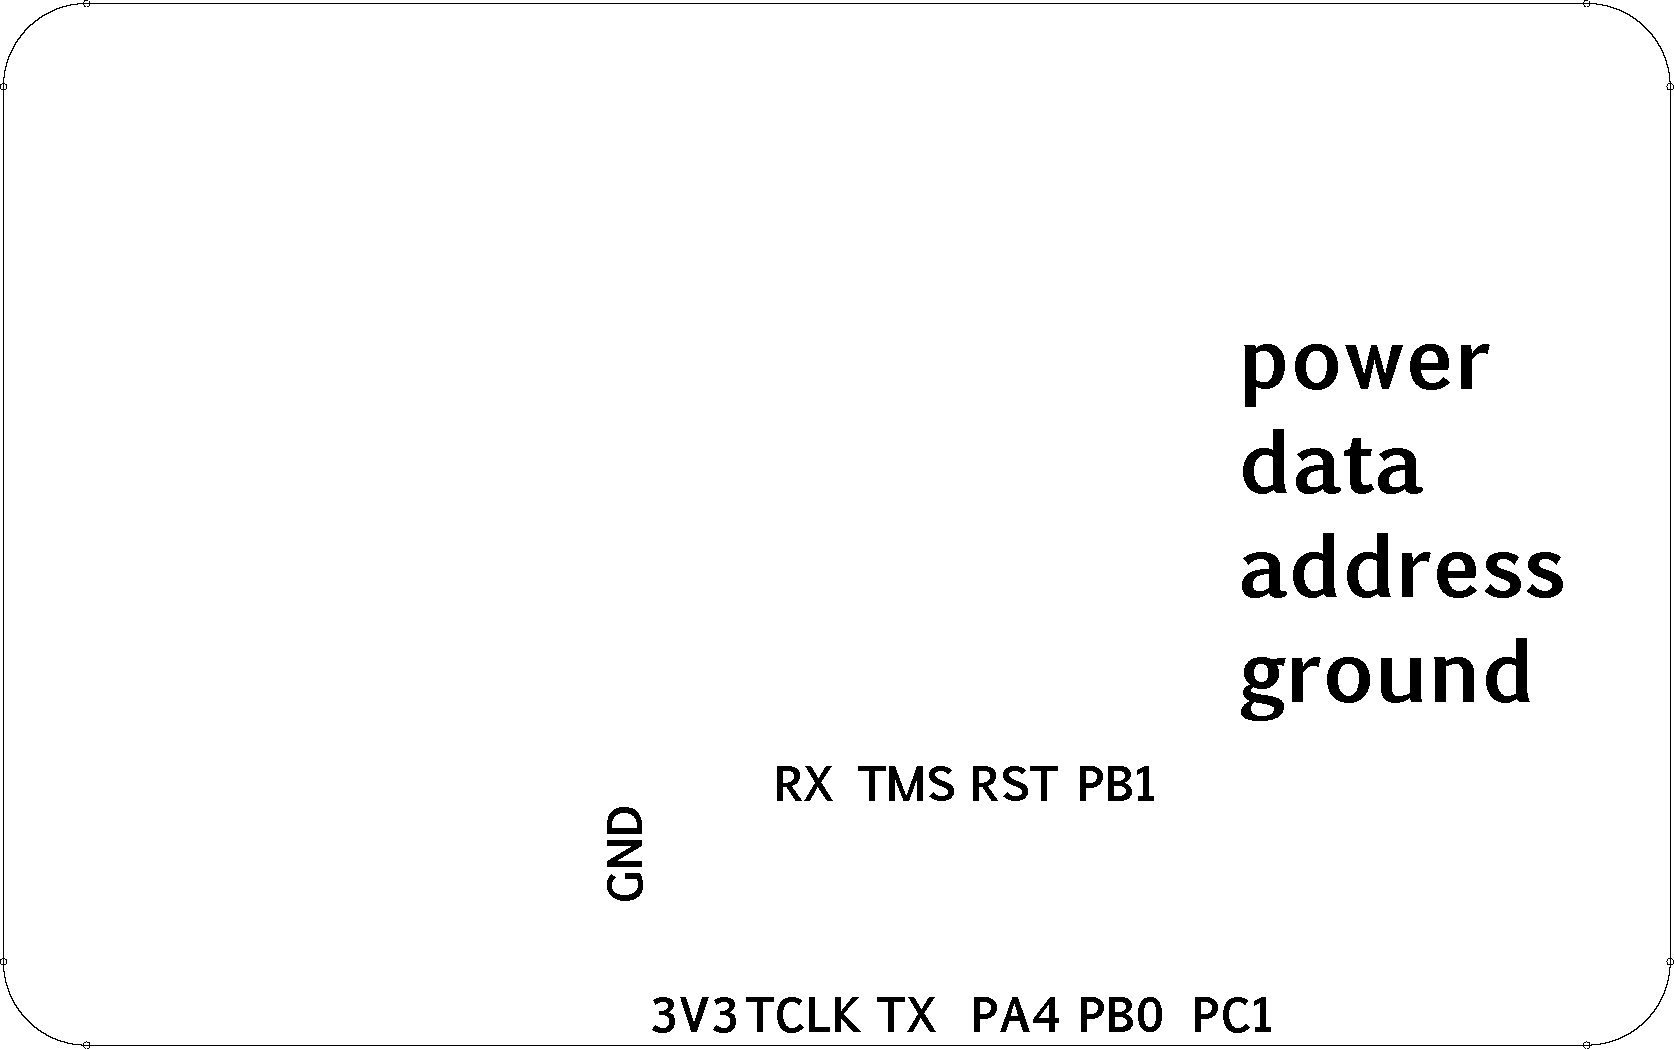 power
data
address
ground
RX TMS RST PB1
GND
3V3 TCLK TX PA4 PB0 PC1